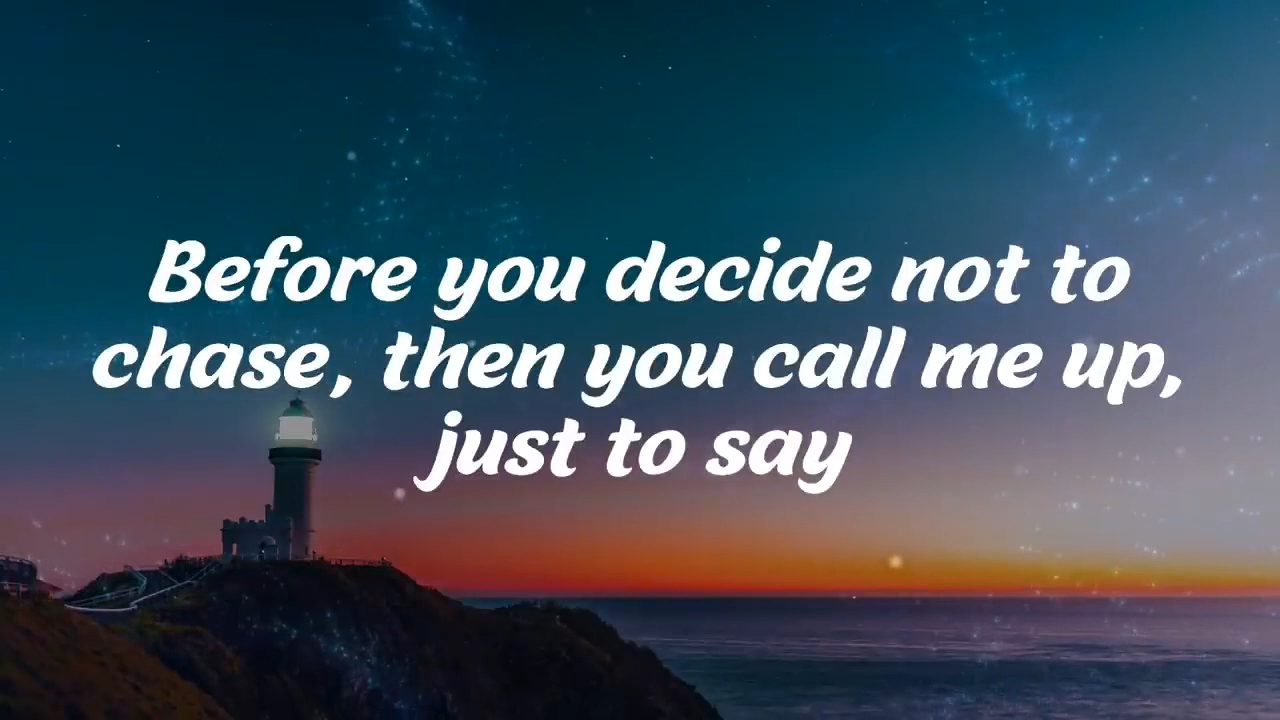 Before you decide not to
chase, then you call me up,
just to say